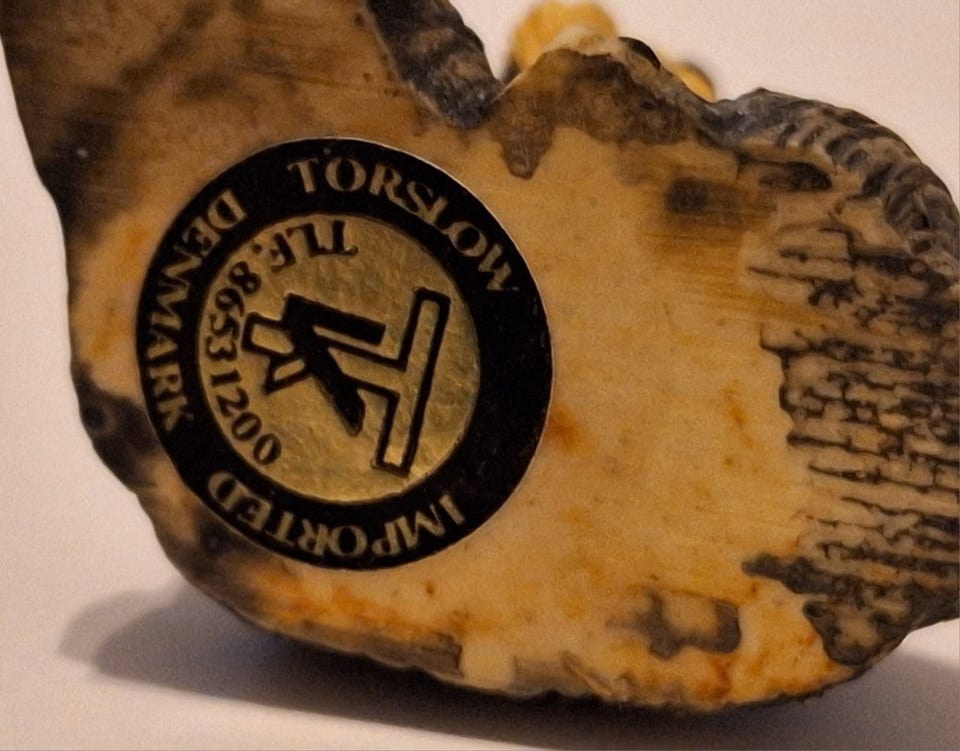 TORSLOW
IMPORTED
DENMARK
TLF. 86531200